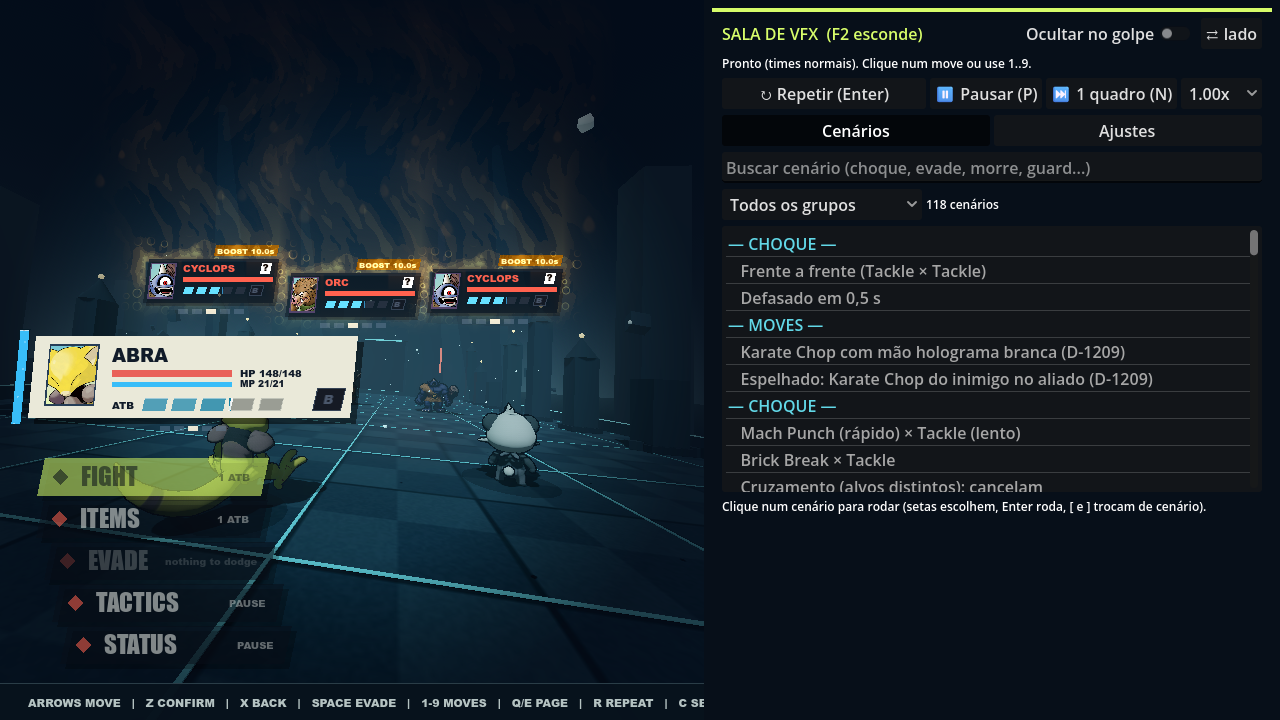 BOOST 10.0s
CYCLOPS
?
B
BOOST 10.0s
ORC
?
B
BOOST 10.0s
CYCLOPS
?
B
ABRA
HP 148/148
MP 21/21
ATB
B
FIGHT 1 ATB
ITEMS 1 ATB
EVADE nothing to dodge
TACTICS PAUSE
STATUS PAUSE
ARROWS MOVE | Z CONFIRM | X BACK | SPACE EVADE | 1-9 MOVES | Q/E PAGE | R REPEAT | C SE
SALA DE VFX (F2 esconde) Ocultar no golpe ⇄ lado
Pronto (times normais). Clique num move ou use 1..9.
↻ Repetir (Enter) ⏸ Pausar (P) ⏭ 1 quadro (N) 1.00x
Cenários Ajustes
Buscar cenário (choque, evade, morre, guard...)
Todos os grupos 118 cenários
— CHOQUE —
Frente a frente (Tackle × Tackle)
Defasado em 0,5 s
— MOVES —
Karate Chop com mão holograma branca (D-1209)
Espelhado: Karate Chop do inimigo no aliado (D-1209)
— CHOQUE —
Mach Punch (rápido) × Tackle (lento)
Brick Break × Tackle
Cruzamento (alvos distintos): cancelam
Clique num cenário para rodar (setas escolhem, Enter roda, [ e ] trocam de cenário).